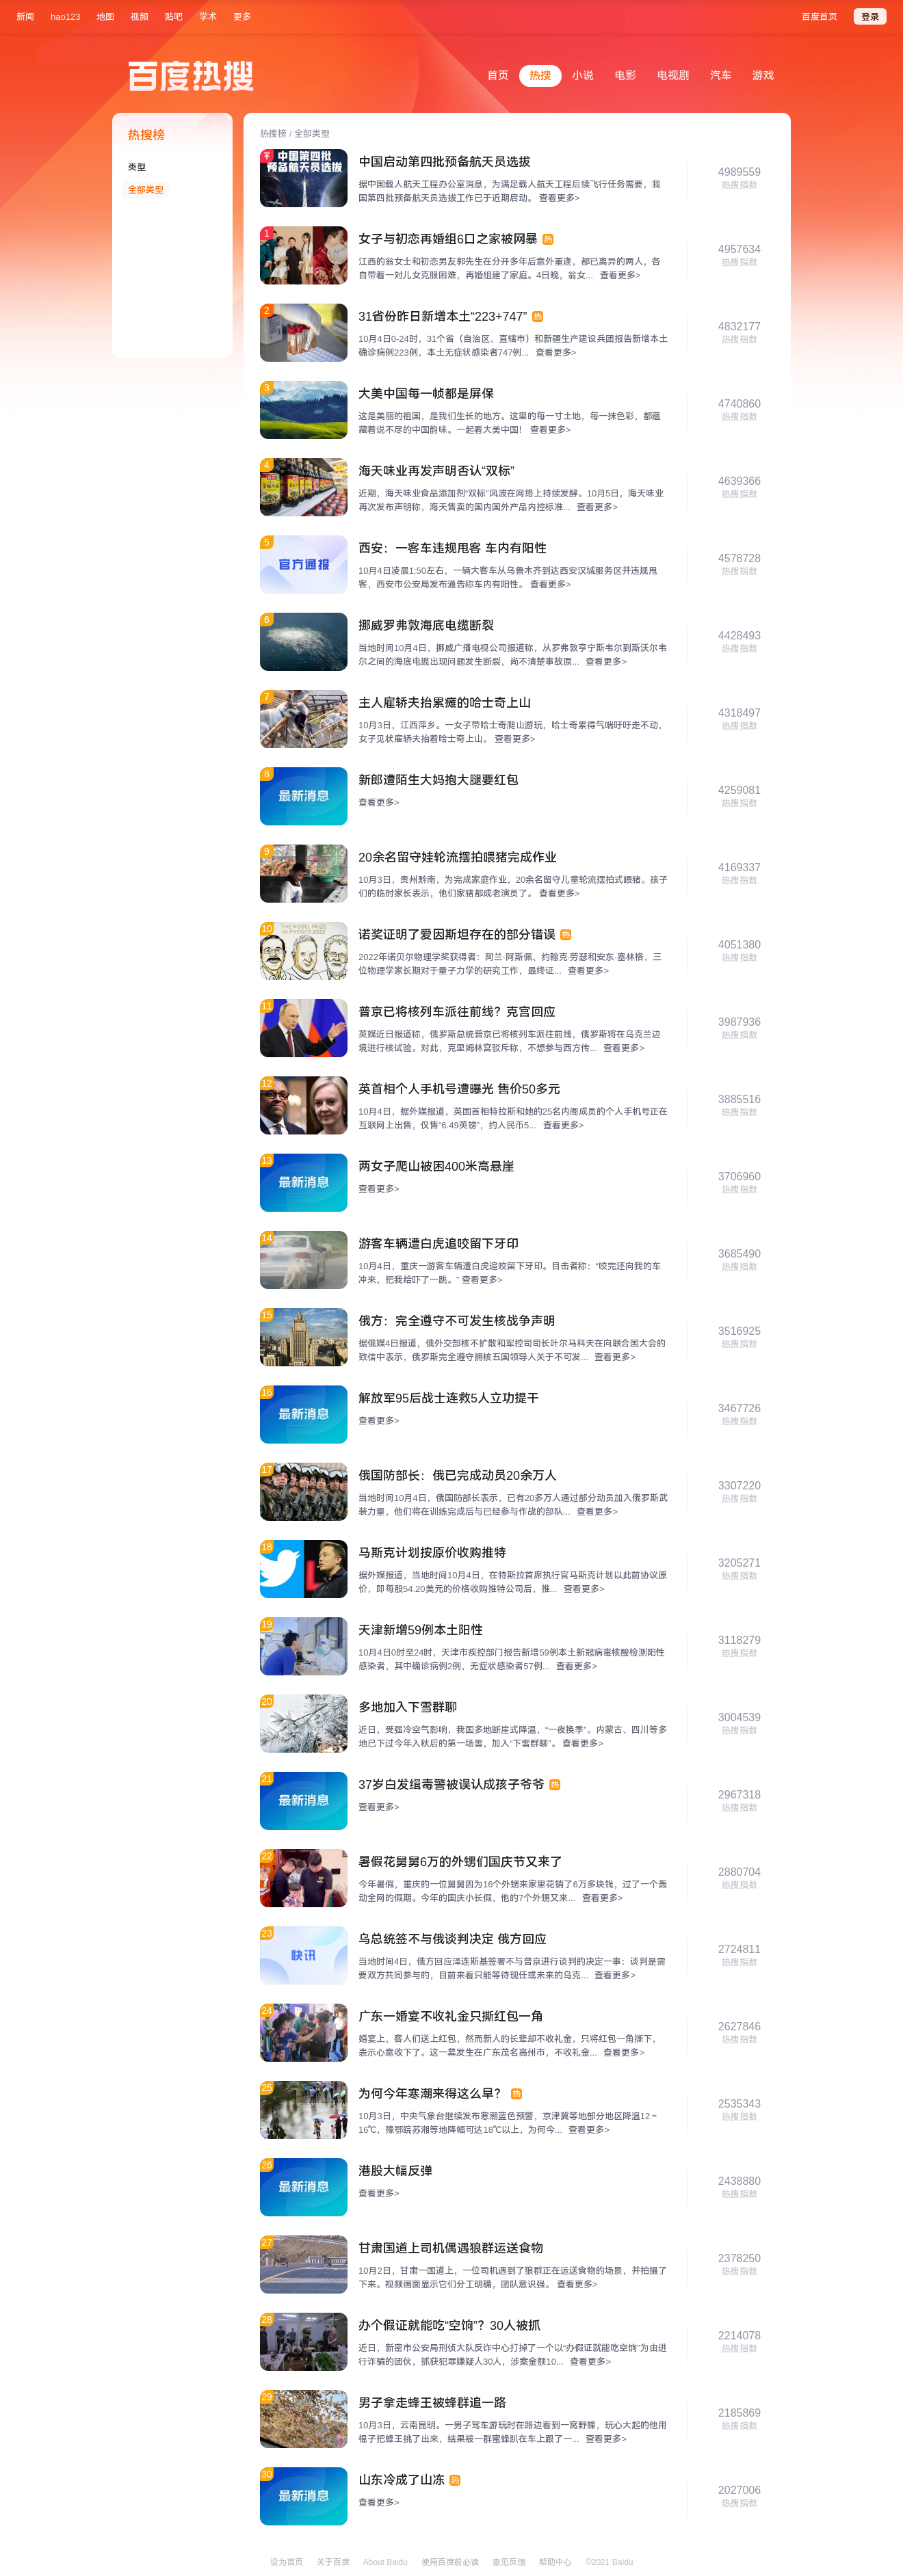 新闻 hao123 地图 视频 贴吧 学术 更多 百度首页 登录
百度热搜
首页 热搜 小说 电影 电视剧 汽车 游戏
热搜榜
类型
全部类型
热搜榜 / 全部类型
中国第四批
航天员选拔
中国启动第四批预备航天员选拔
据中国载人航天工程办公室消息，为满足载人航天工程后续飞行任务需要，我
国第四批预备航天员选拔工作已于近期启动。 查看更多>
4989559
热搜指数
1
女子与初恋再婚组6口之家被网暴 热
江西的翁女士和初恋男友郭先生在分开多年后意外重逢，都已离异的两人，各
自带着一对儿女克服困难，再婚组建了家庭。4日晚，翁女... 查看更多>
4957634
热搜指数
2
31省份昨日新增本土“223+747” 热
10月4日0-24时，31个省（自治区、直辖市）和新疆生产建设兵团报告新增本土
确诊病例223例，本土无症状感染者747例... 查看更多>
4832177
热搜指数
3
大美中国每一帧都是屏保
这是美丽的祖国，是我们生长的地方。这里的每一寸土地，每一抹色彩，都蕴
藏着说不尽的中国韵味。一起看大美中国！ 查看更多>
4740860
热搜指数
4
海天味业再发声明否认“双标”
近期，海天味业食品添加剂“双标”风波在网络上持续发酵。10月5日，海天味业
再次发布声明称，海天售卖的国内国外产品内控标准... 查看更多>
4639366
热搜指数
5
官方通报
西安：一客车违规甩客 车内有阳性
10月4日凌晨1:50左右，一辆大客车从乌鲁木齐到达西安汉城服务区并违规甩
客，西安市公安局发布通告称车内有阳性。 查看更多>
4578728
热搜指数
6
挪威罗弗敦海底电缆断裂
当地时间10月4日，挪威广播电视公司报道称，从罗弗敦亨宁斯韦尔到斯沃尔韦
尔之间的海底电缆出现问题发生断裂，尚不清楚事故原... 查看更多>
4428493
热搜指数
7
主人雇轿夫抬累瘫的哈士奇上山
10月3日，江西萍乡。一女子带哈士奇爬山游玩，哈士奇累得气喘吁吁走不动，
女子见状雇轿夫抬着哈士奇上山。 查看更多>
4318497
热搜指数
8
最新消息
新郎遭陌生大妈抱大腿要红包
查看更多>
4259081
热搜指数
9
20余名留守娃轮流摆拍喂猪完成作业
10月3日，贵州黔南，为完成家庭作业，20余名留守儿童轮流摆拍式喂猪。孩子
们的临时家长表示，他们家猪都成老演员了。 查看更多>
4169337
热搜指数
10
THE NOBEL PRIZE
IN PHYSICS 2022
诺奖证明了爱因斯坦存在的部分错误 热
2022年诺贝尔物理学奖获得者：阿兰·阿斯佩、约翰克·劳瑟和安东·塞林格，三
位物理学家长期对于量子力学的研究工作，最终证... 查看更多>
4051380
热搜指数
11
普京已将核列车派往前线？克宫回应
英媒近日报道称，俄罗斯总统普京已将核列车派往前线，俄罗斯将在乌克兰边
境进行核试验。对此，克里姆林宫驳斥称，不想参与西方传... 查看更多>
3987936
热搜指数
12
英首相个人手机号遭曝光 售价50多元
10月4日，据外媒报道，英国首相特拉斯和她的25名内阁成员的个人手机号正在
互联网上出售，仅售“6.49英镑”，约人民币5... 查看更多>
3885516
热搜指数
13
最新消息
两女子爬山被困400米高悬崖
查看更多>
3706960
热搜指数
14
游客车辆遭白虎追咬留下牙印
10月4日，重庆一游客车辆遭白虎追咬留下牙印。目击者称：“咬完还向我的车
冲来，把我给吓了一跳。” 查看更多>
3685490
热搜指数
15
俄方：完全遵守不可发生核战争声明
据俄媒4日报道，俄外交部核不扩散和军控司司长叶尔马科夫在向联合国大会的
致信中表示，俄罗斯完全遵守拥核五国领导人关于不可发... 查看更多>
3516925
热搜指数
16
最新消息
解放军95后战士连救5人立功提干
查看更多>
3467726
热搜指数
17
俄国防部长：俄已完成动员20余万人
当地时间10月4日，俄国防部长表示，已有20多万人通过部分动员加入俄罗斯武
装力量，他们将在训练完成后与已经参与作战的部队... 查看更多>
3307220
热搜指数
18
马斯克计划按原价收购推特
据外媒报道，当地时间10月4日，在特斯拉首席执行官马斯克计划以此前协议原
价，即每股54.20美元的价格收购推特公司后，推... 查看更多>
3205271
热搜指数
19
天津新增59例本土阳性
10月4日0时至24时，天津市疾控部门报告新增59例本土新冠病毒核酸检测阳性
感染者，其中确诊病例2例，无症状感染者57例... 查看更多>
3118279
热搜指数
20
多地加入下雪群聊
近日，受强冷空气影响，我国多地断崖式降温，“一夜换季”。内蒙古、四川等多
地已下过今年入秋后的第一场雪，加入“下雪群聊”。 查看更多>
3004539
热搜指数
21
最新消息
37岁白发缉毒警被误认成孩子爷爷 热
查看更多>
2967318
热搜指数
22
暑假花舅舅6万的外甥们国庆节又来了
今年暑假，重庆的一位舅舅因为16个外甥来家里花销了6万多块钱，过了一个轰
动全网的假期。今年的国庆小长假，他的7个外甥又来... 查看更多>
2880704
热搜指数
23
快讯
乌总统签不与俄谈判决定 俄方回应
当地时间4日，俄方回应泽连斯基签署不与普京进行谈判的决定一事：谈判是需
要双方共同参与的，目前来看只能等待现任或未来的乌克... 查看更多>
2724811
热搜指数
24
广东一婚宴不收礼金只撕红包一角
婚宴上，客人们送上红包，然而新人的长辈却不收礼金，只将红包一角撕下，
表示心意收下了。这一幕发生在广东茂名高州市，不收礼金... 查看更多>
2627846
热搜指数
25
为何今年寒潮来得这么早？ 热
10月3日，中央气象台继续发布寒潮蓝色预警，京津冀等地部分地区降温12～
16℃，豫鄂皖苏湘等地降幅可达18℃以上，为何今... 查看更多>
2535343
热搜指数
26
最新消息
港股大幅反弹
查看更多>
2438880
热搜指数
27
甘肃国道上司机偶遇狼群运送食物
10月2日，甘肃一国道上，一位司机遇到了狼群正在运送食物的场景，并拍摄了
下来。视频画面显示它们分工明确，团队意识强。 查看更多>
2378250
热搜指数
28
办个假证就能吃“空饷”？30人被抓
近日，新密市公安局刑侦大队反诈中心打掉了一个以“办假证就能吃空饷”为由进
行诈骗的团伙，抓获犯罪嫌疑人30人，涉案金额10... 查看更多>
2214078
热搜指数
29
男子拿走蜂王被蜂群追一路
10月3日，云南昆明。一男子驾车游玩时在路边看到一窝野蜂，玩心大起的他用
棍子把蜂王挑了出来，结果被一群蜜蜂趴在车上跟了一... 查看更多>
2185869
热搜指数
30
最新消息
山东冷成了山冻 热
查看更多>
2027006
热搜指数
设为首页 关于百度 About Baidu 使用百度前必读 意见反馈 帮助中心 ©2021 Baidu